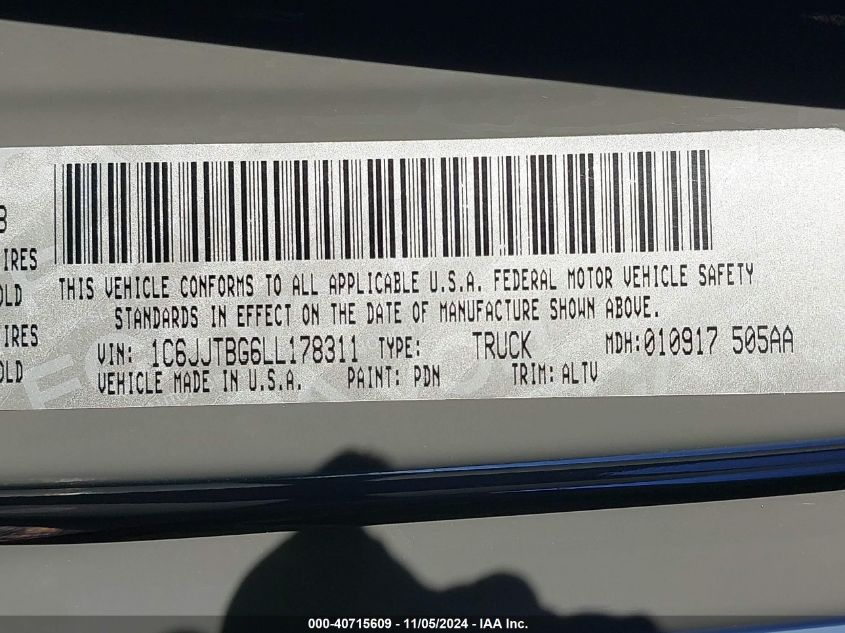 8
IRES
OLD
IRES
OLD
THIS VEHICLE CONFORMS TO ALL APPLICABLE U.S.A. FEDERAL MOTOR VEHICLE SAFETY
STANDARDS IN EFFECT ON THE DATE OF MANUFACTURE SHOWN ABOVE.
VIN: 1C6JJTBG6LL178311 TYPE: TRUCK MDH:010917 505AA
VEHICLE MADE IN U.S.A. PAINT: PDN TRIM: ALTV
000-40715609 - 11/05/2024 - IAA Inc.